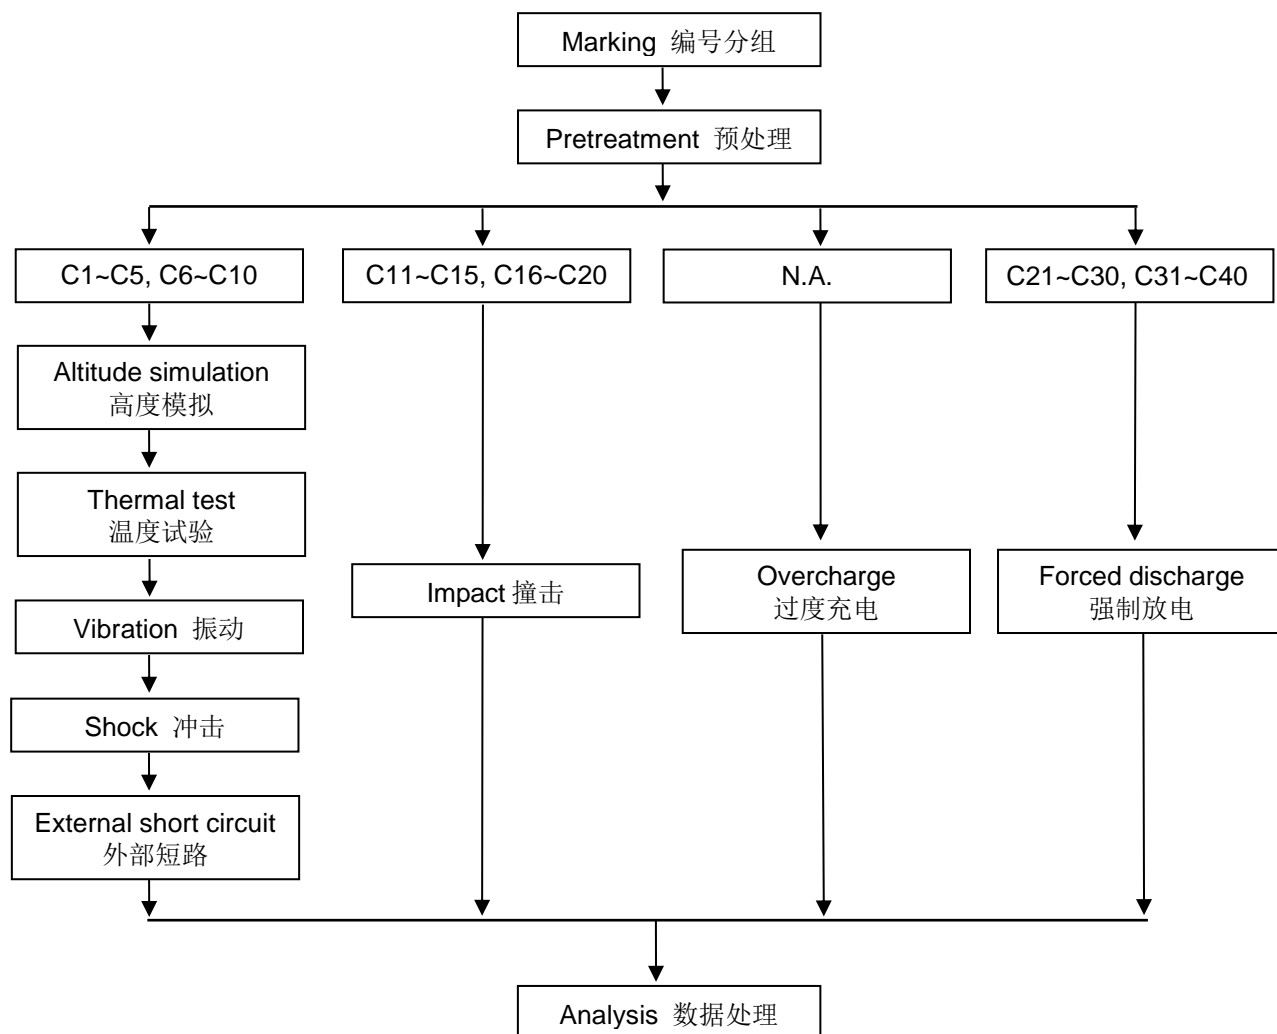 Marking 编号分组
Pretreatment 预处理
C1~C5, C6~C10
C11~C15, C16~C20
N.A.
C21~C30, C31~C40
Altitude simulation
高度模拟
Thermal test
温度试验
Vibration 振动
Shock 冲击
External short circuit
外部短路
Impact 撞击
Overcharge
过度充电
Forced discharge
强制放电
Analysis 数据处理